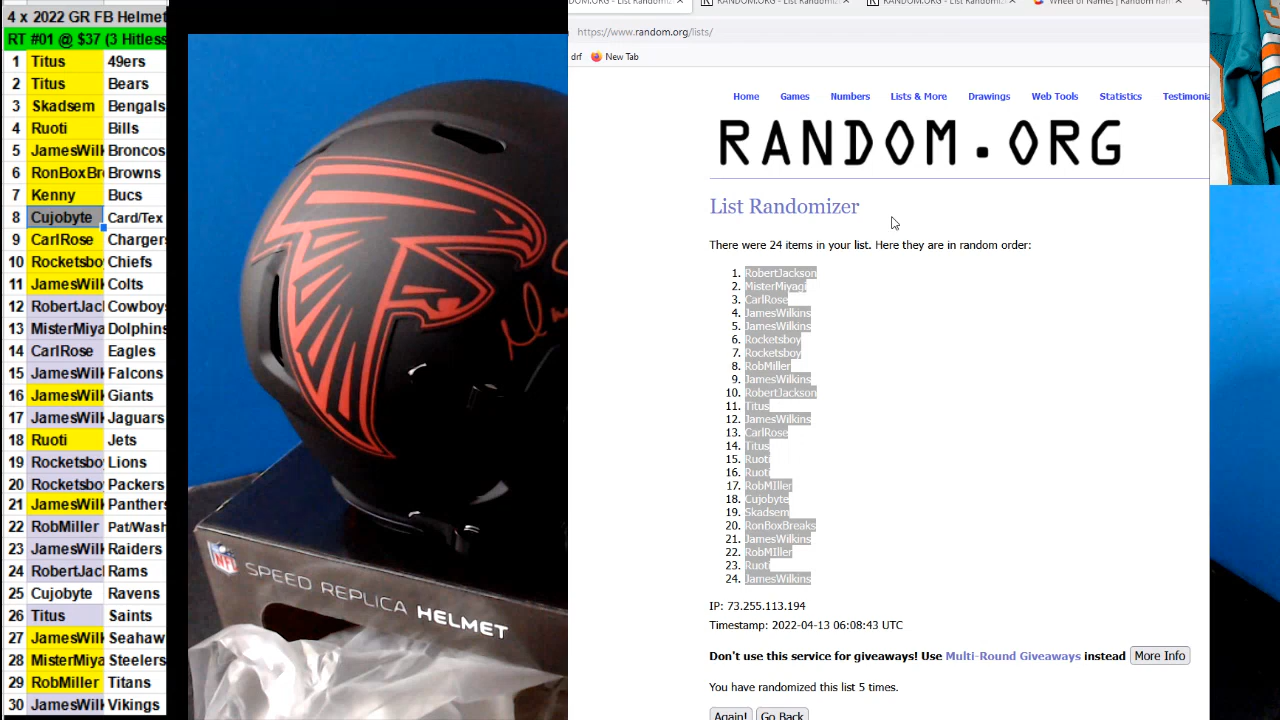 4 x 2022 GR FB Helmet
RT #01 @ $37 (3 Hitless
1 Titus 49ers
2 Titus Bears
3 Skadsem Bengals
4 Ruoti Bills
5 JamesWilk Broncos
6 RonBoxBr Browns
7 Kenny Bucs
8 Cujobyte Card/Tex
9 CarlRose Chargers
10 Rocketsboy Chiefs
11 JamesWilk Colts
12 RobertJac Cowboys
13 MisterMiya Dolphins
14 CarlRose Eagles
15 JamesWilk Falcons
16 JamesWilk Giants
17 JamesWilk Jaguars
18 Ruoti Jets
19 Rocketsboy Lions
20 Rocketsboy Packers
21 JamesWilk Panthers
22 RobMiller Pat/Wash
23 JamesWilk Raiders
24 RobertJac Rams
25 Cujobyte Ravens
26 Titus Saints
27 JamesWilk Seahaw
28 MisterMiya Steelers
29 RobMiller Titans
30 JamesWilk Vikings
NFL
SPEED REPLICA HELMET
https://www.random.org/lists/
drf New Tab
Home Games Numbers Lists & More Drawings Web Tools Statistics Testimonia
RANDOM.ORG
List Randomizer
There were 24 items in your list. Here they are in random order:
1. RobertJackson
2. MisterMiyagi
3. CarlRose
4. JamesWilkins
5. JamesWilkins
6. Rocketsboy
7. Rocketsboy
8. RobMiller
9. JamesWilkins
10. RobertJackson
11. Titus
12. JamesWilkins
13. CarlRose
14. Titus
15. Ruoti
16. Ruoti
17. RobMIller
18. Cujobyte
19. Skadsem
20. RonBoxBreaks
21. JamesWilkins
22. RobMIller
23. Ruoti
24. JamesWilkins
IP: 73.255.113.194
Timestamp: 2022-04-13 06:08:43 UTC
Don't use this service for giveaways! Use Multi-Round Giveaways instead More Info
You have randomized this list 5 times.
Again! Go Back